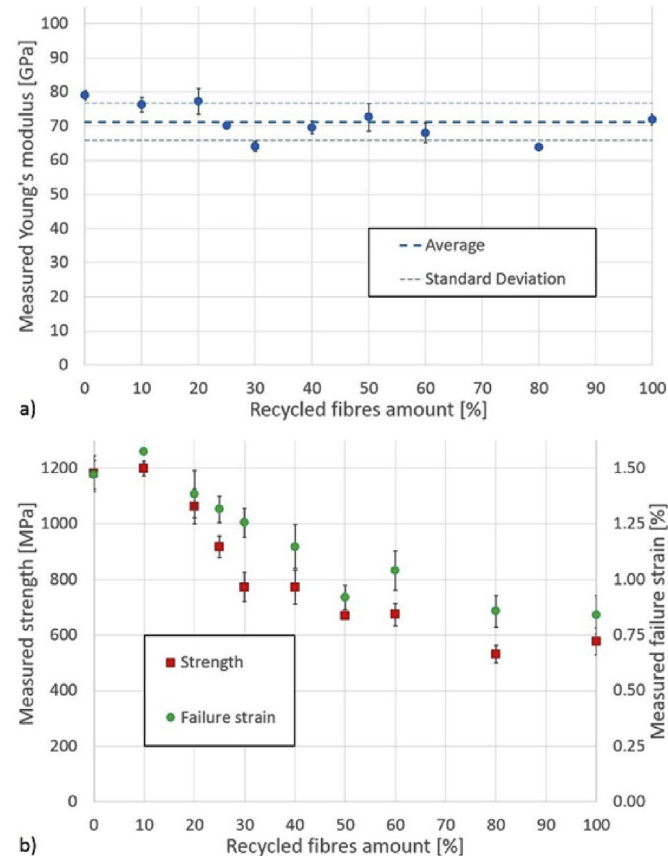 Measured Young's modulus [GPa]
100
90
80
70
60
50
40
30
20
10
0
Average
Standard Deviation
0 10 20 30 40 50 60 70 80 90 100
a)
Recycled fibres amount [%]
Measured strength [MPa]
1200
1000
800
600
400
200
0
Strength
Failure strain
1.50
1.25
1.00
0.75
0.50
0.25
0.00
Measured failure strain [%]
0 10 20 30 40 50 60 70 80 90 100
b)
Recycled fibres amount [%]